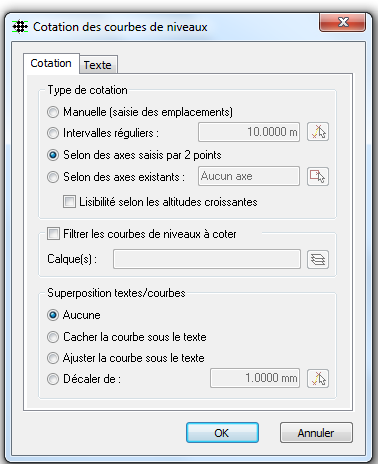 Cotation des courbes de niveaux
Cotation Texte
Type de cotation
Manuelle (saisie des emplacements)
Intervalles réguliers : 10.0000 m
Selon des axes saisis par 2 points
Selon des axes existants : Aucun axe
Lisibilité selon les altitudes croissantes
Filtrer les courbes de niveaux à coter
Calque(s) :
Superposition textes/courbes
Aucune
Cacher la courbe sous le texte
Ajuster la courbe sous le texte
Décaler de : 1.0000 mm
OK Annuler